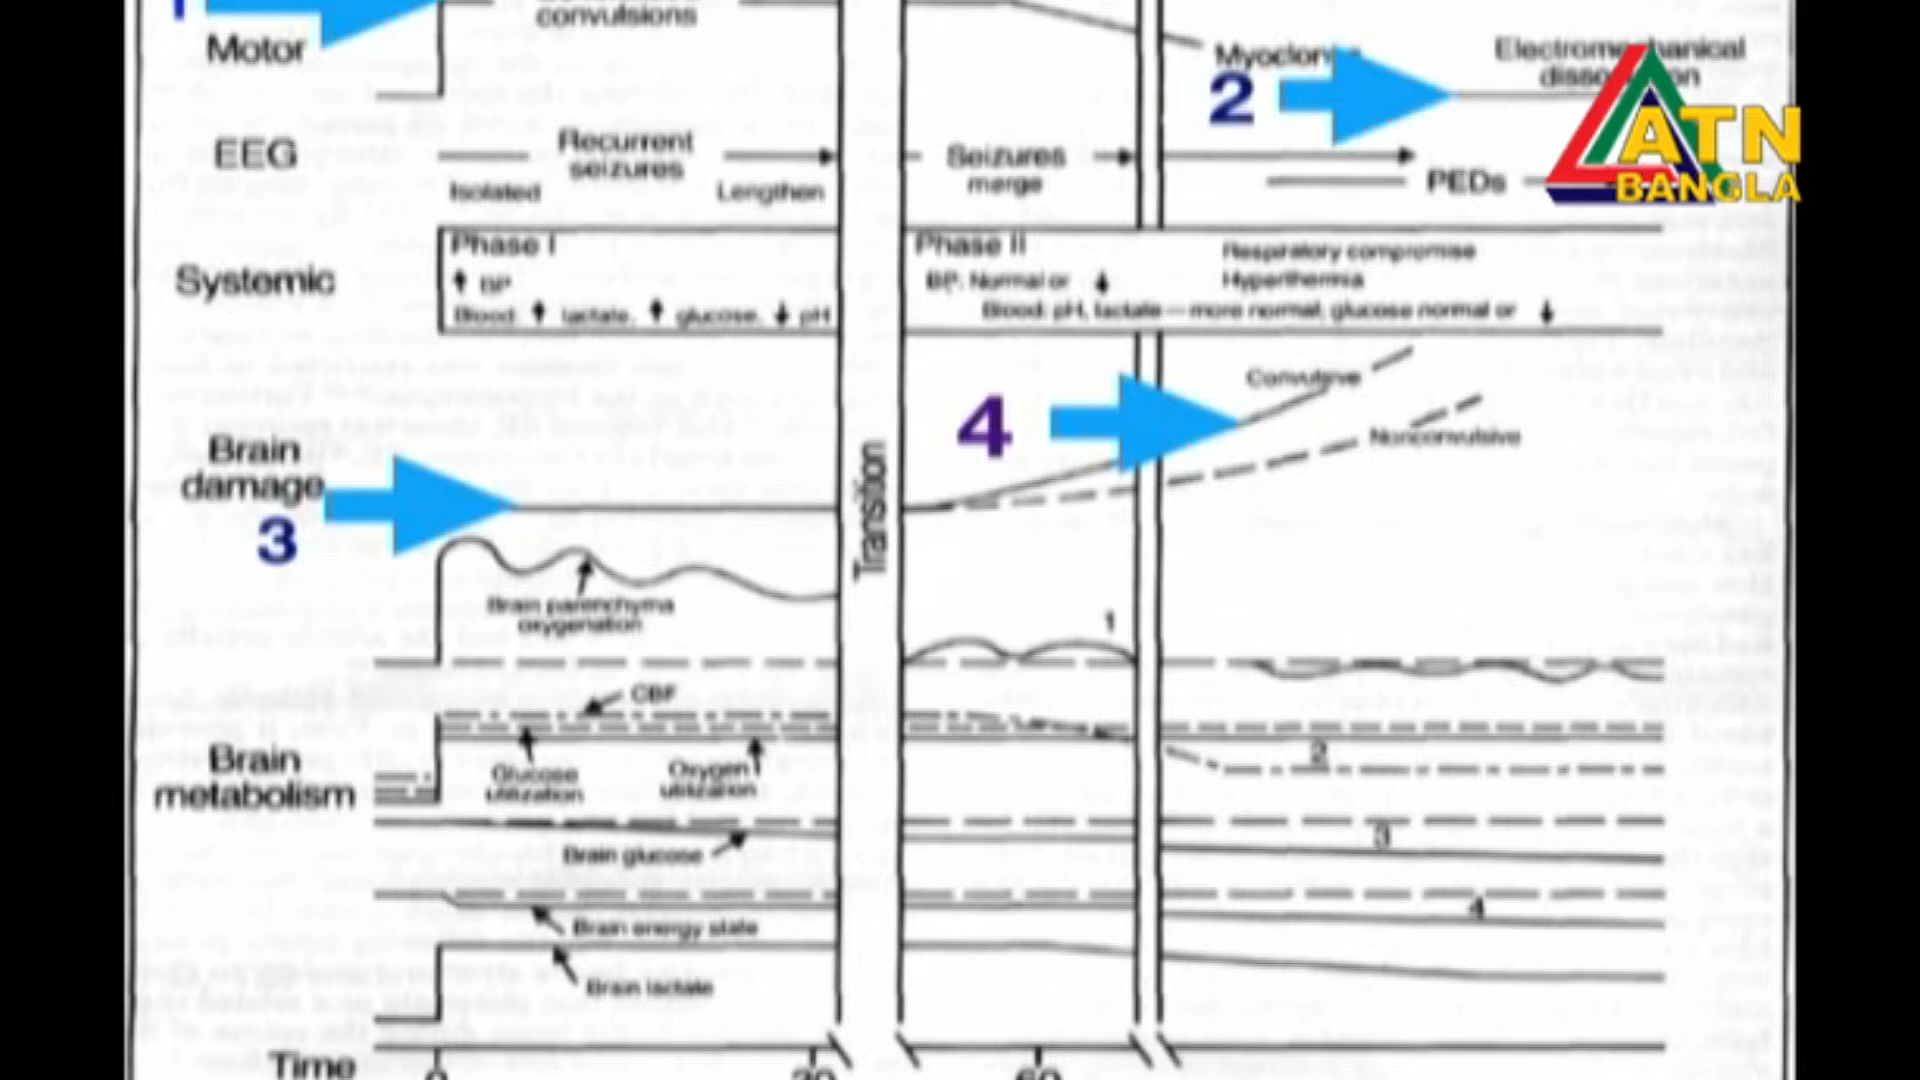 1
convulsions
Motor
2
Electromechanical
ATN
BANGLA
EEG
Recurrent
seizures
Isolated
Lengthen
Seizures
merge
PEDs
Systemic
Phase I
↑ BP
Blood: ↑ lactate, ↑ glucose, ↓ pH
Phase II
BP: Normal or ↓
Respiratory compromise
Hyperthermia
Blood: pH, lactate—more normal, glucose normal or ↓
Brain
damage
3
4
Convulsive
Nonconvulsive
Transition
Brain parenchyma
oxygenation
1
CBF
Brain
metabolism
Glucose
utilization
Oxygen
utilization
2
Brain glucose
3
Brain energy state
4
Brain lactate
Time
0
30
60